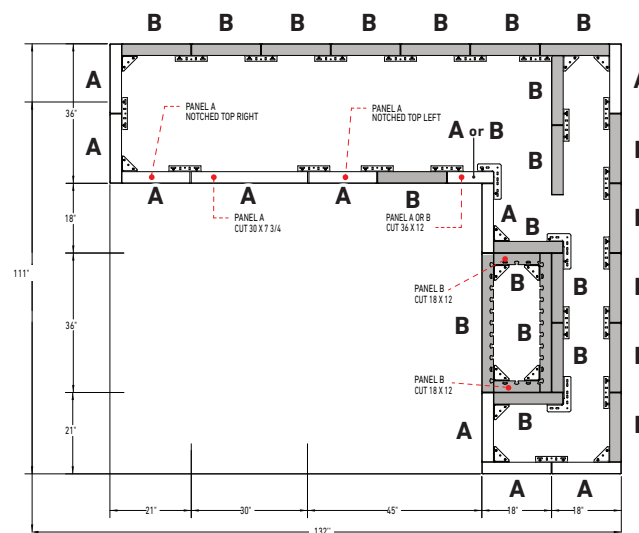 B B B B B B B
A
36"
PANEL A
NOTCHED TOP RIGHT
PANEL A
NOTCHED TOP LEFT
B
A
A or B
A
B
A A A B
18"
PANEL A
CUT 30 X 7 3/4
PANEL A OR B
CUT 36 X 12
A
B
111"
36"
PANEL B
CUT 18 X 12
B
B
B
B
B
PANEL B
CUT 18 X 12
21"
A
B
A A
21" 30" 45" 18" 18"
132"